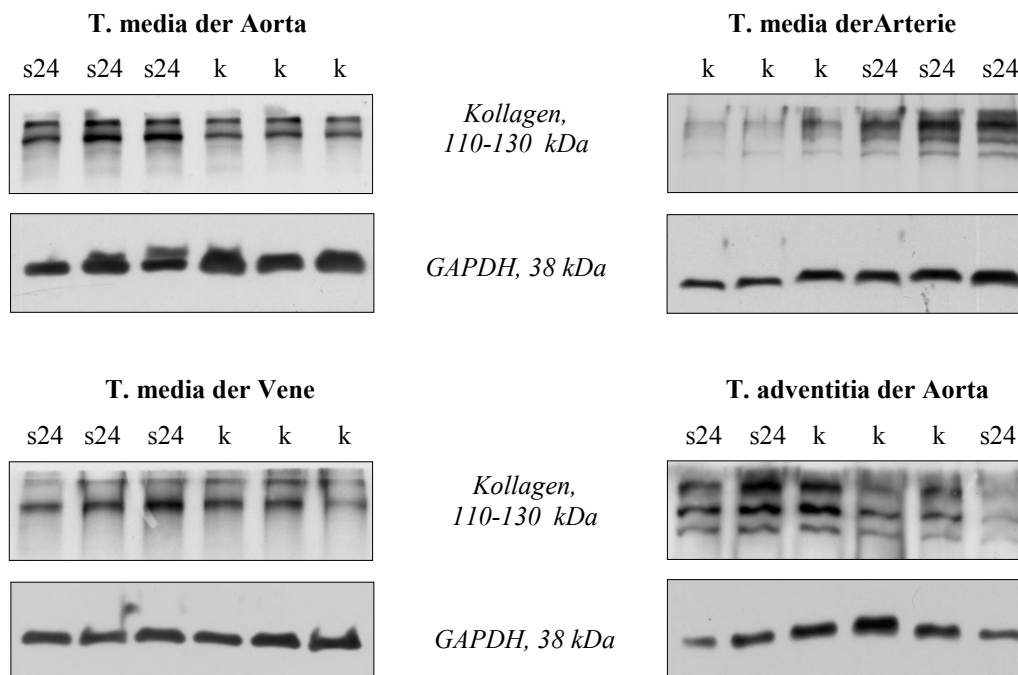 T. media der Aorta
s24 s24 s24 k k k
T. media derArterie
k k k s24 s24 s24
Kollagen,
110-130 kDa
GAPDH, 38 kDa
T. media der Vene
s24 s24 s24 k k k
T. adventitia der Aorta
s24 s24 k k k s24
Kollagen,
110-130 kDa
GAPDH, 38 kDa